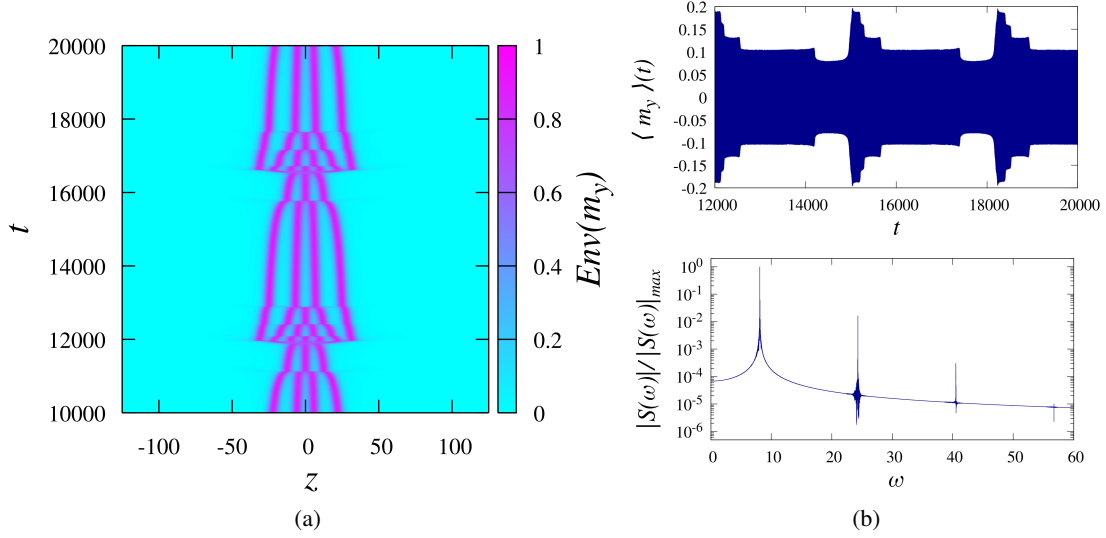 20000
18000
16000
14000
12000
10000
t
-100 -50 0 50 100
z
1
0.8
0.6
0.4
0.2
0
Env(m_y)
(a)
0.2
0.15
0.1
0.05
0
-0.05
-0.1
-0.15
-0.2
⟨ m_y ⟩(t)
12000 14000 16000 18000 20000
t
10^0
10^-1
10^-2
10^-3
10^-4
10^-5
10^-6
|S(ω)|/|S(ω)|_max
0 10 20 30 40 50 60
ω
(b)